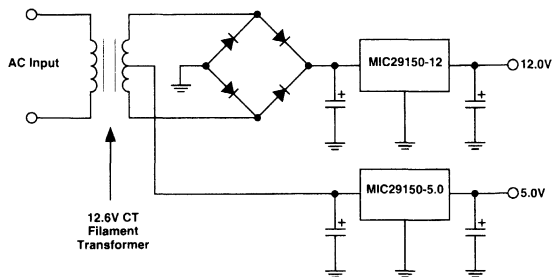 AC Input
MIC29150-12
12.0V
+
+
MIC29150-5.0
5.0V
+
+
12.6V CT
Filament
Transformer